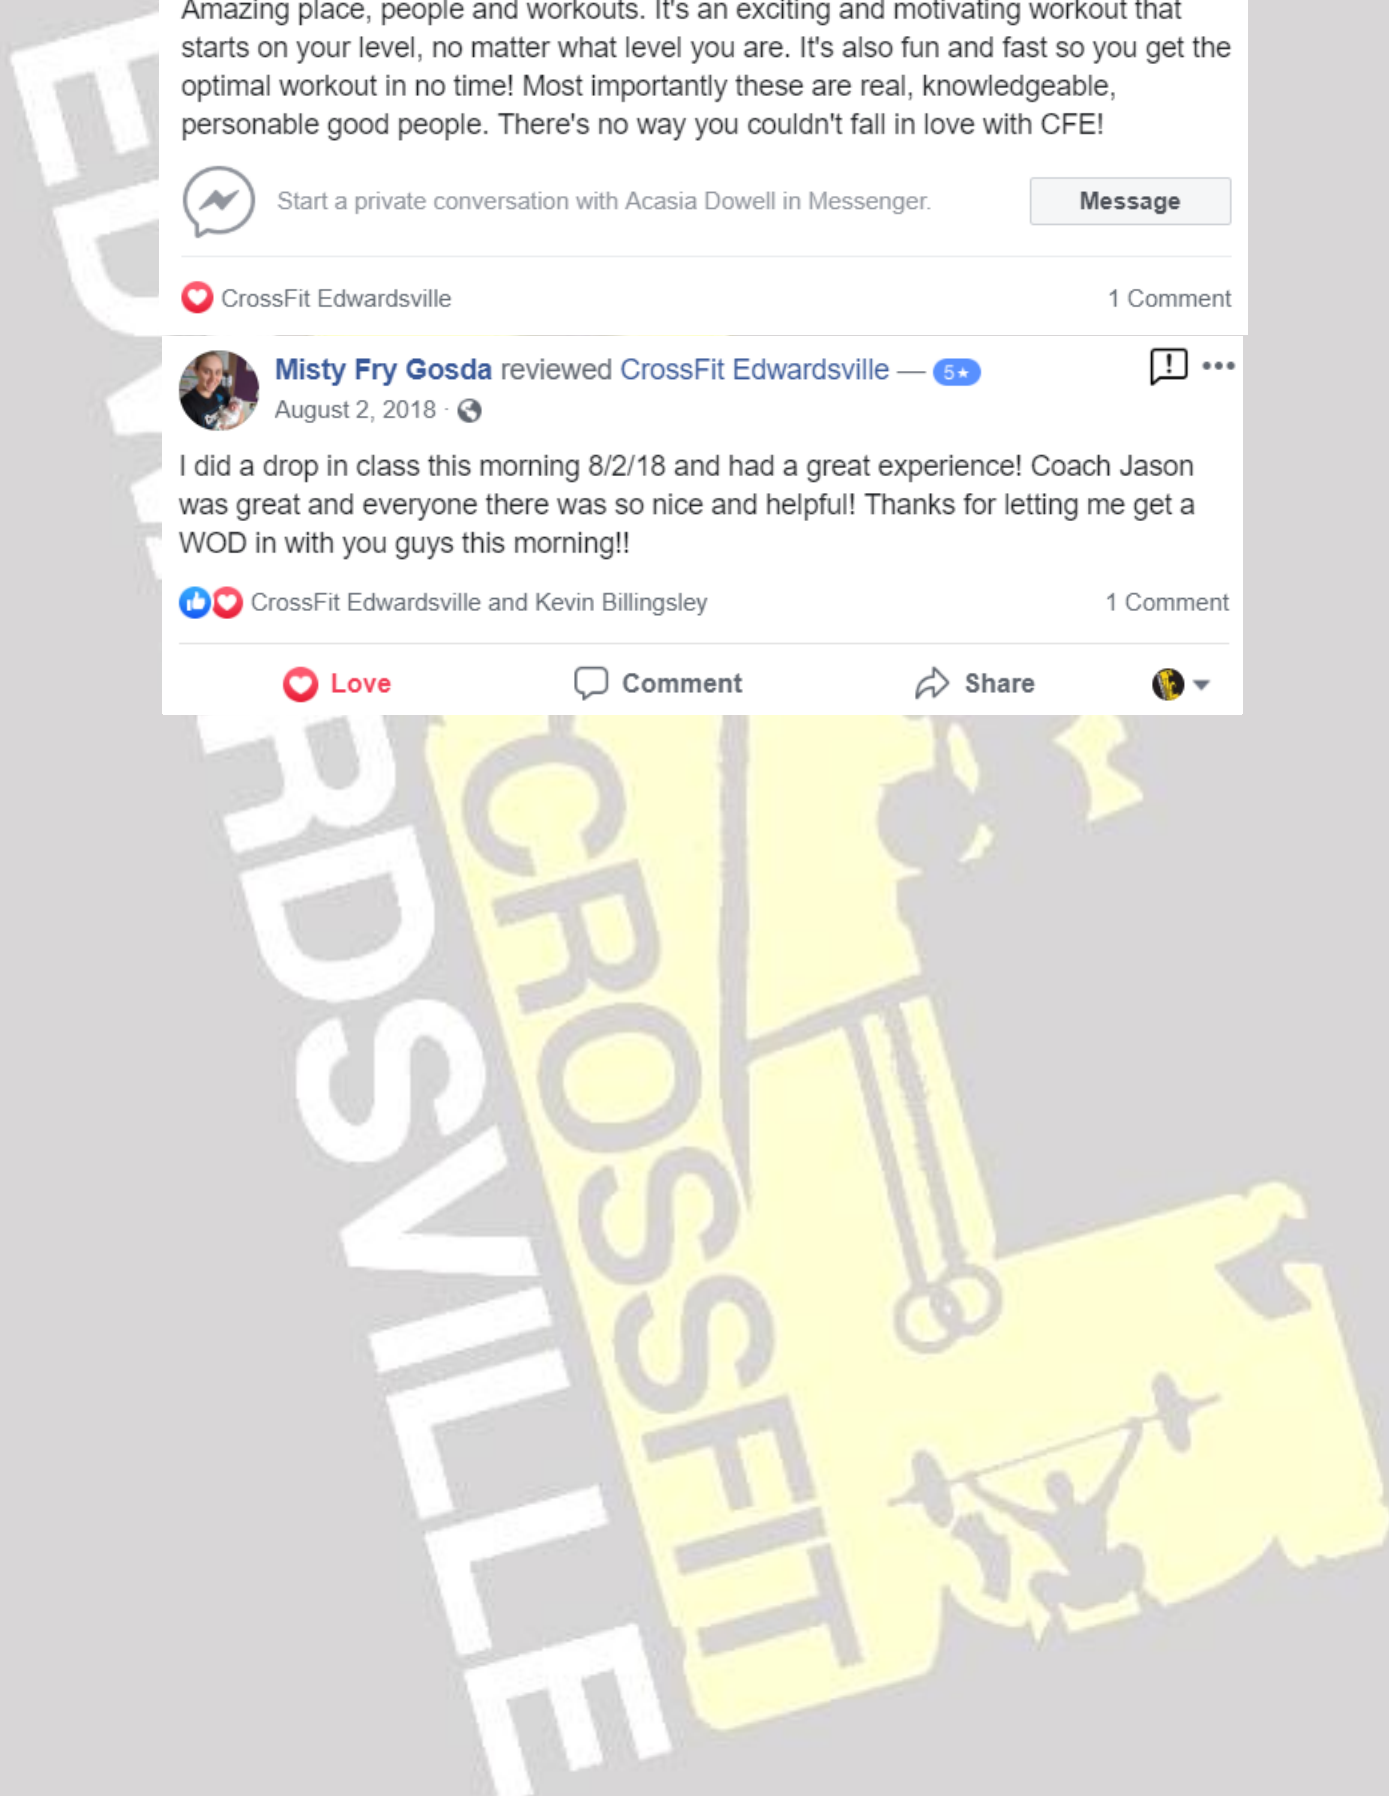 Amazing place, people and workouts. It's an exciting and motivating workout that
starts on your level, no matter what level you are. It's also fun and fast so you get the
optimal workout in no time! Most importantly these are real, knowledgeable,
personable good people. There's no way you couldn't fall in love with CFE!
Start a private conversation with Acasia Dowell in Messenger.
Message
CrossFit Edwardsville
1 Comment
Misty Fry Gosda reviewed CrossFit Edwardsville — 5★
August 2, 2018 ·
I did a drop in class this morning 8/2/18 and had a great experience! Coach Jason
was great and everyone there was so nice and helpful! Thanks for letting me get a
WOD in with you guys this morning!!
CrossFit Edwardsville and Kevin Billingsley
1 Comment
Love
Comment
Share
EDWARDSVILLE
CROSSFIT